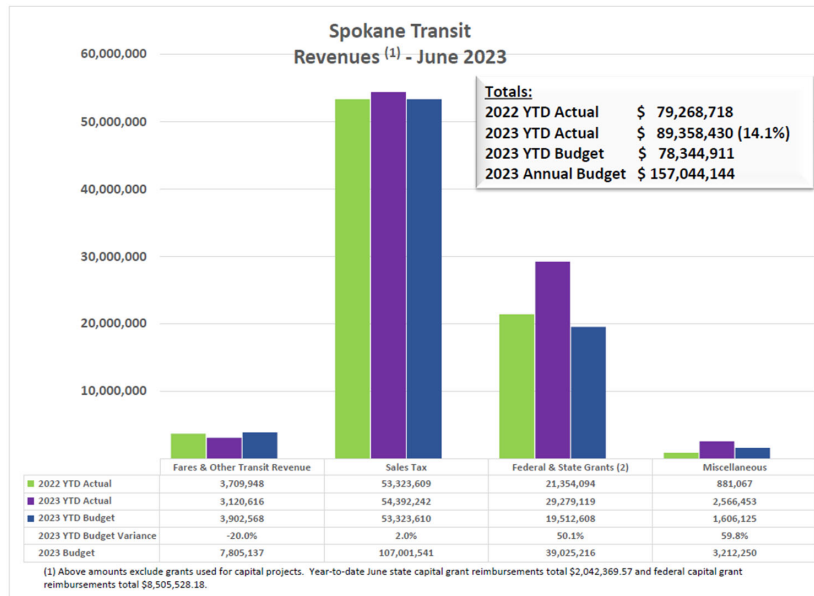 Spokane Transit
Revenues (1) - June 2023
Totals:
2022 YTD Actual $ 79,268,718
2023 YTD Actual $ 89,358,430 (14.1%)
2023 YTD Budget $ 78,344,911
2023 Annual Budget $ 157,044,144
60,000,000
50,000,000
40,000,000
30,000,000
20,000,000
10,000,000
Fares & Other Transit Revenue Sales Tax Federal & State Grants (2) Miscellaneous
2022 YTD Actual 3,709,948 53,323,609 21,354,094 881,067
2023 YTD Actual 3,120,616 54,392,242 29,279,119 2,566,453
2023 YTD Budget 3,902,568 53,323,610 19,512,608 1,606,125
2023 YTD Budget Variance -20.0% 2.0% 50.1% 59.8%
2023 Budget 7,805,137 107,001,541 39,025,216 3,212,250
(1) Above amounts exclude grants used for capital projects. Year-to-date June state capital grant reimbursements total $2,042,369.57 and federal capital grant
reimbursements total $8,505,528.18.